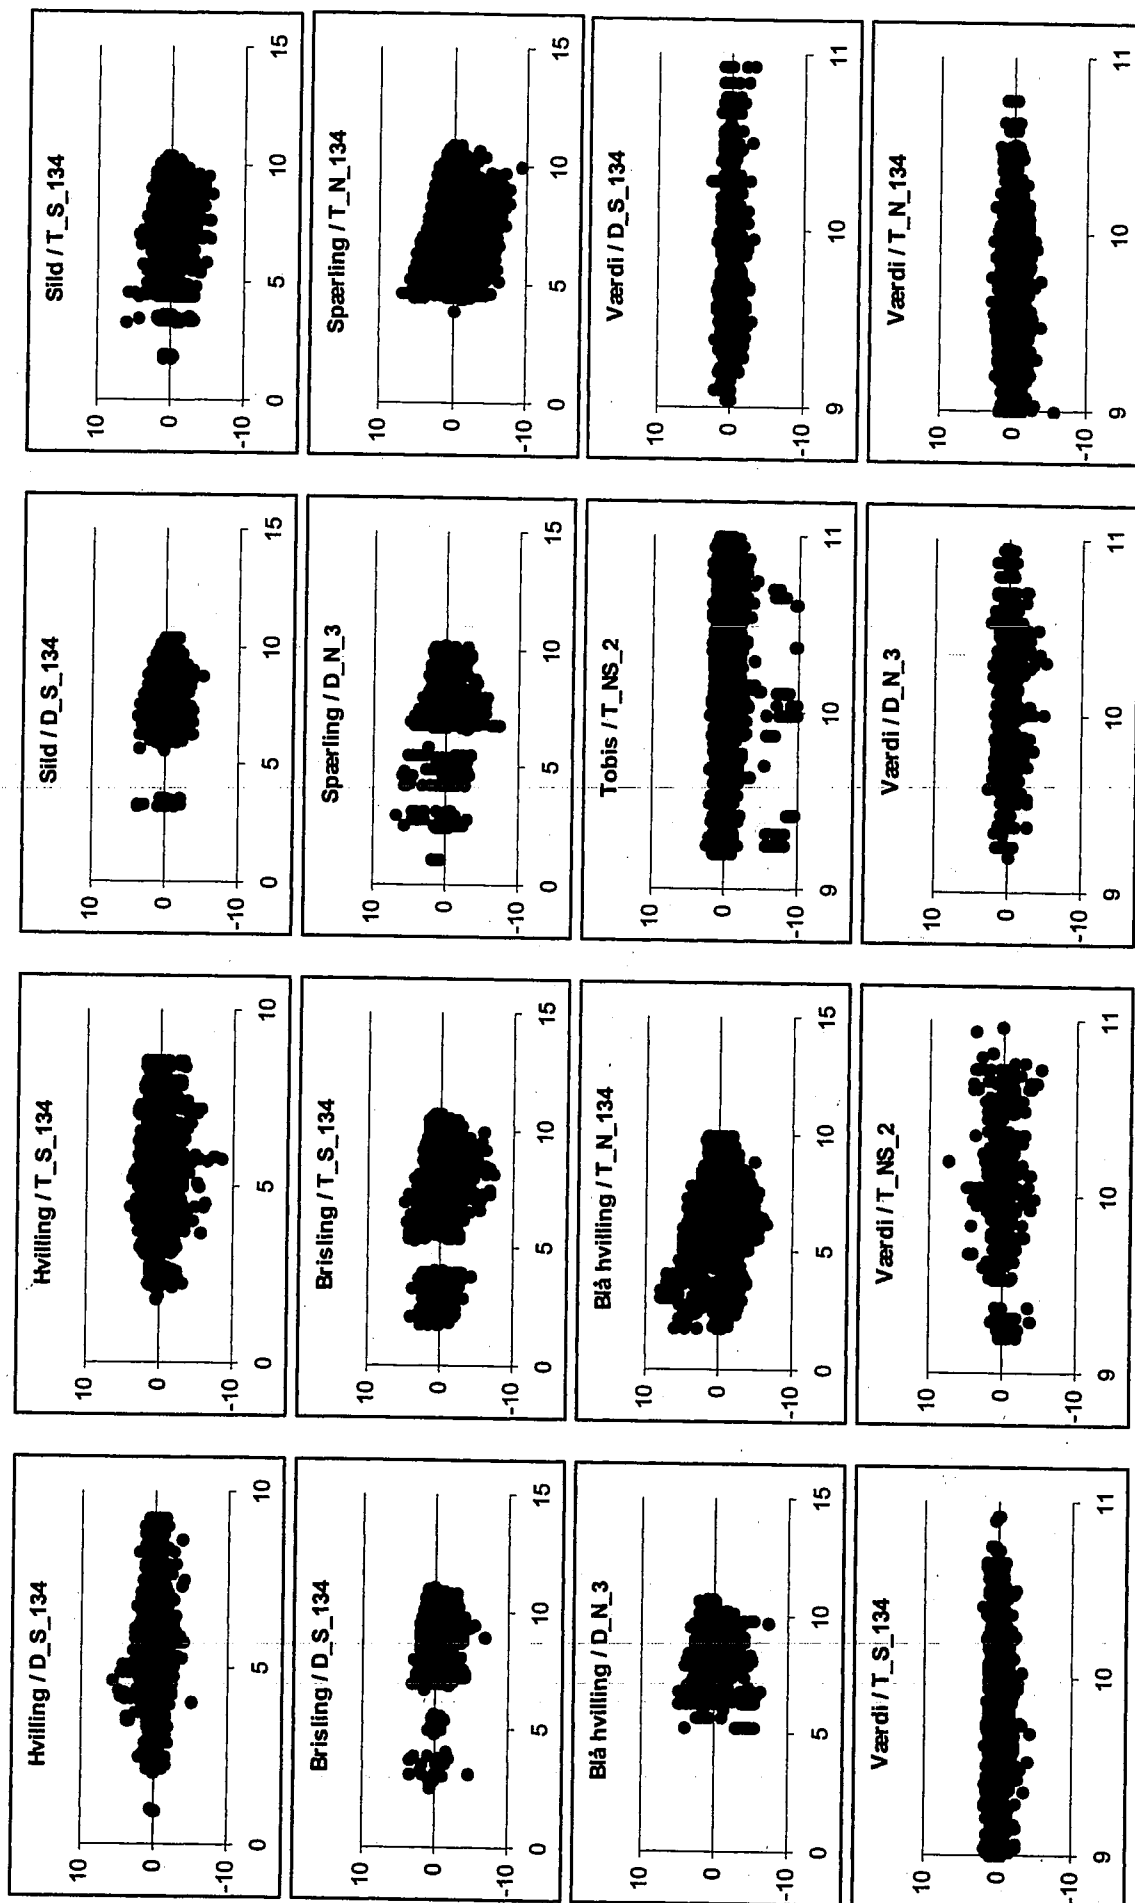 Hvilling / D_S_134
10
0
-10
0 5 10
Hvilling / T_S_134
10
0
-10
0 5 10
Sild / D_S_134
10
0
-10
0 5 10 15
Sild / T_S_134
10
0
-10
0 5 10 15
Brisling / D_S_134
10
0
-10
0 5 10 15
Brisling / T_S_134
10
0
-10
0 5 10 15
Spærling / D_N_3
10
0
-10
0 5 10 15
Spærling / T_N_134
10
0
-10
0 5 10 15
Blå hvilling / D_N_3
10
0
-10
0 5 10 15
Blå hvilling / T_N_134
10
0
-10
0 5 10 15
Tobis / T_NS_2
10
0
-10
9 10 11
Værdi / D_S_134
10
0
-10
9 10 11
Værdi / T_S_134
10
0
-10
9 10 11
Værdi / T_NS_2
10
0
-10
9 10 11
Værdi / D_N_3
10
0
-10
9 10 11
Værdi / T_N_134
10
0
-10
9 10 11